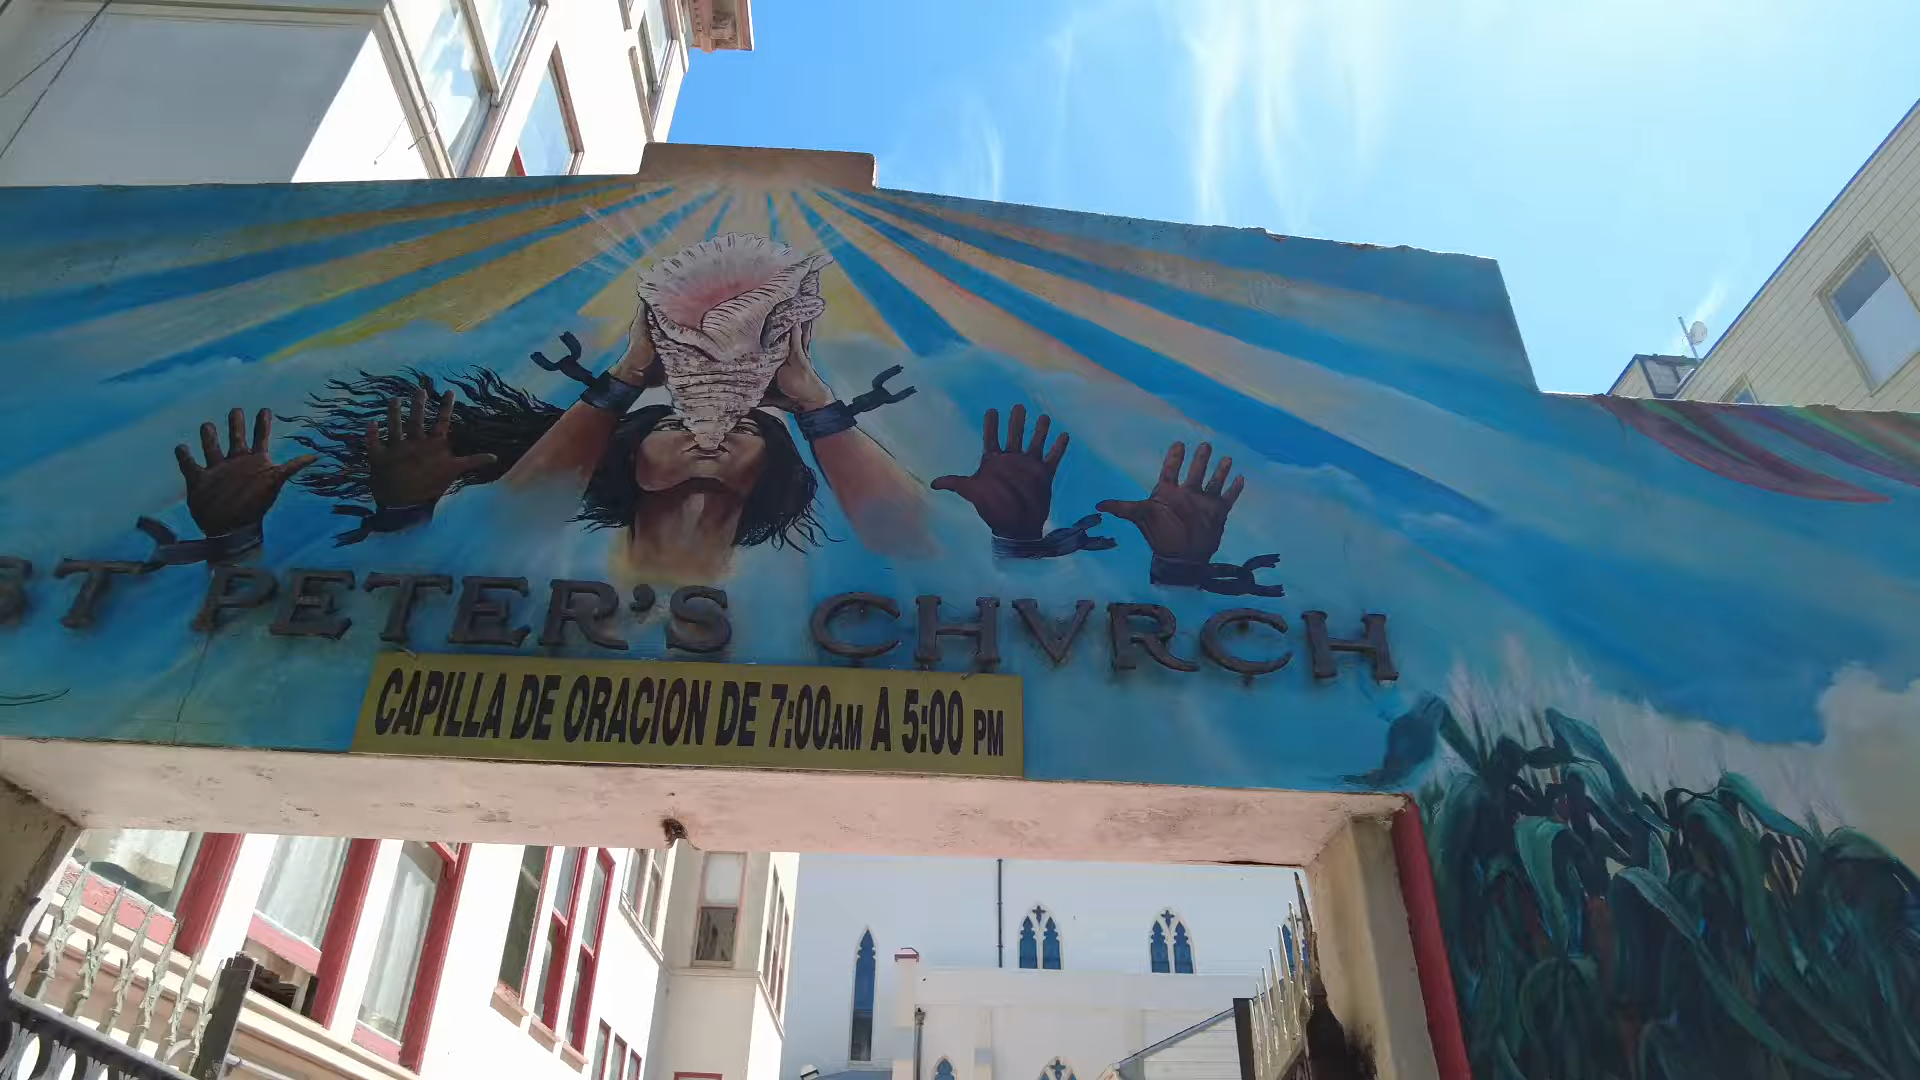 ST PETER'S CHVRCH
CAPILLA DE ORACION DE 7:00AM A 5:00 PM